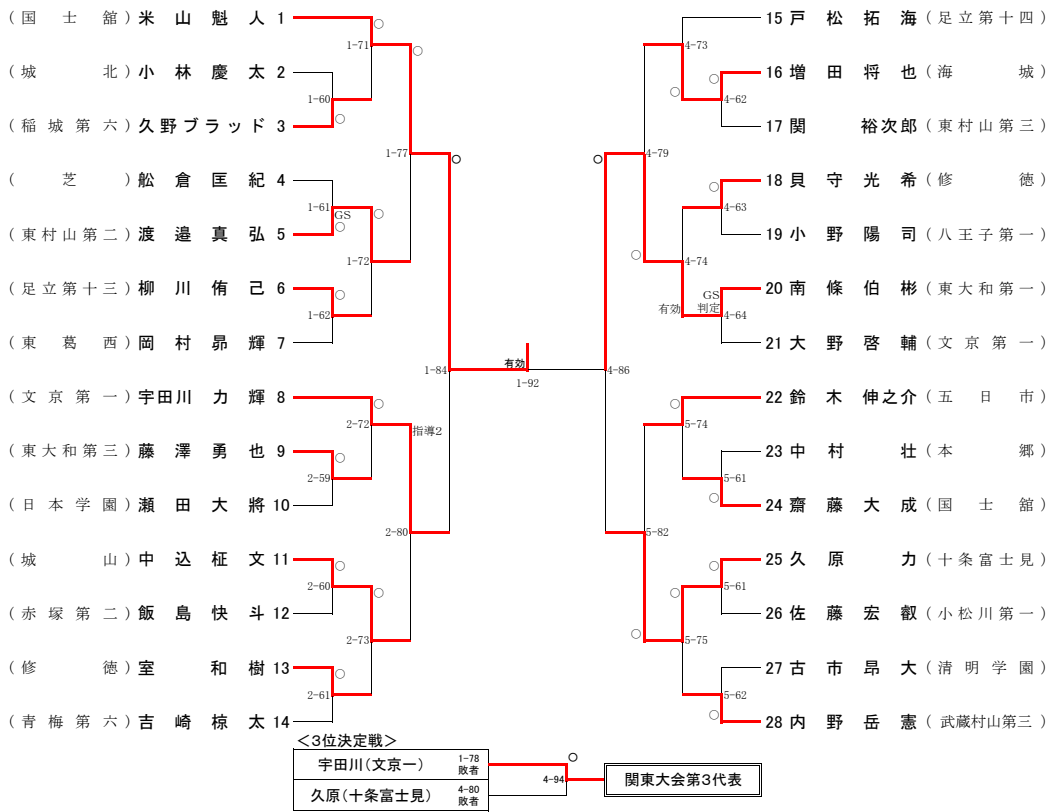 (国士舘) 米山魁人 1
(城北) 小林慶太 2
(稲城第六) 久野ブラッド 3
(芝) 舩倉匡紀 4
(東村山第二) 渡邉真弘 5
(足立第十三) 柳川侑己 6
(東葛西) 岡村昴輝 7
(文京第一) 宇田川力輝 8
(東大和第三) 藤澤勇也 9
(日本学園) 瀬田大將 10
(城山) 中込柾文 11
(赤塚第二) 飯島快斗 12
(修徳) 室和樹 13
(青梅第六) 吉崎椋太 14
1-71
1-60
1-77
1-61
GS
1-72
1-62
1-84
2-72
指導2
2-59
2-80
2-60
2-73
2-61
有効
1-92
4-73
4-62
4-79
4-63
4-74
有効
GS
判定
4-64
4-86
5-74
5-61
5-82
5-61
5-75
5-62
15 戸松拓海 (足立第十四)
16 増田将也 (海城)
17 関裕次郎 (東村山第三)
18 貝守光希 (修徳)
19 小野陽司 (八王子第一)
20 南條伯彬 (東大和第一)
21 大野啓輔 (文京第一)
22 鈴木伸之介 (五日市)
23 中村壮 (本郷)
24 齋藤大成 (国士舘)
25 久原力 (十条富士見)
26 佐藤宏叡 (小松川第一)
27 古市昂大 (清明学園)
28 内野岳憲 (武蔵村山第三)
＜3位決定戦＞
宇田川(文京一) 1-78 敗者
久原(十条富士見) 4-80 敗者
4-94
関東大会第3代表